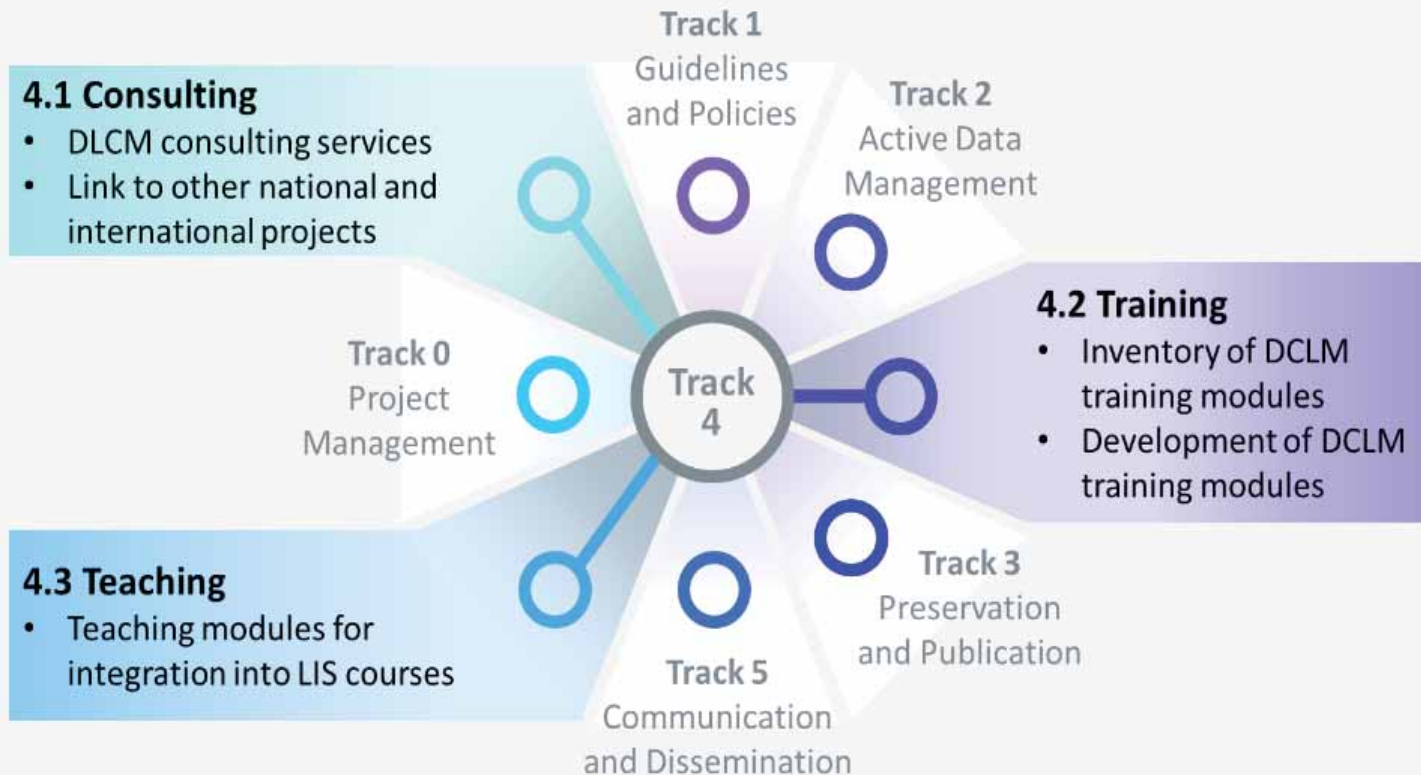 Track 1
Guidelines
and Policies
Track 2
Active Data
Management
4.1 Consulting
• DLCM consulting services
• Link to other national and
international projects
4.2 Training
• Inventory of DCLM
training modules
• Development of DCLM
training modules
Track 0
Project
Management
Track
4
4.3 Teaching
• Teaching modules for
integration into LIS courses
Track 3
Preservation
and Publication
Track 5
Communication
and Dissemination